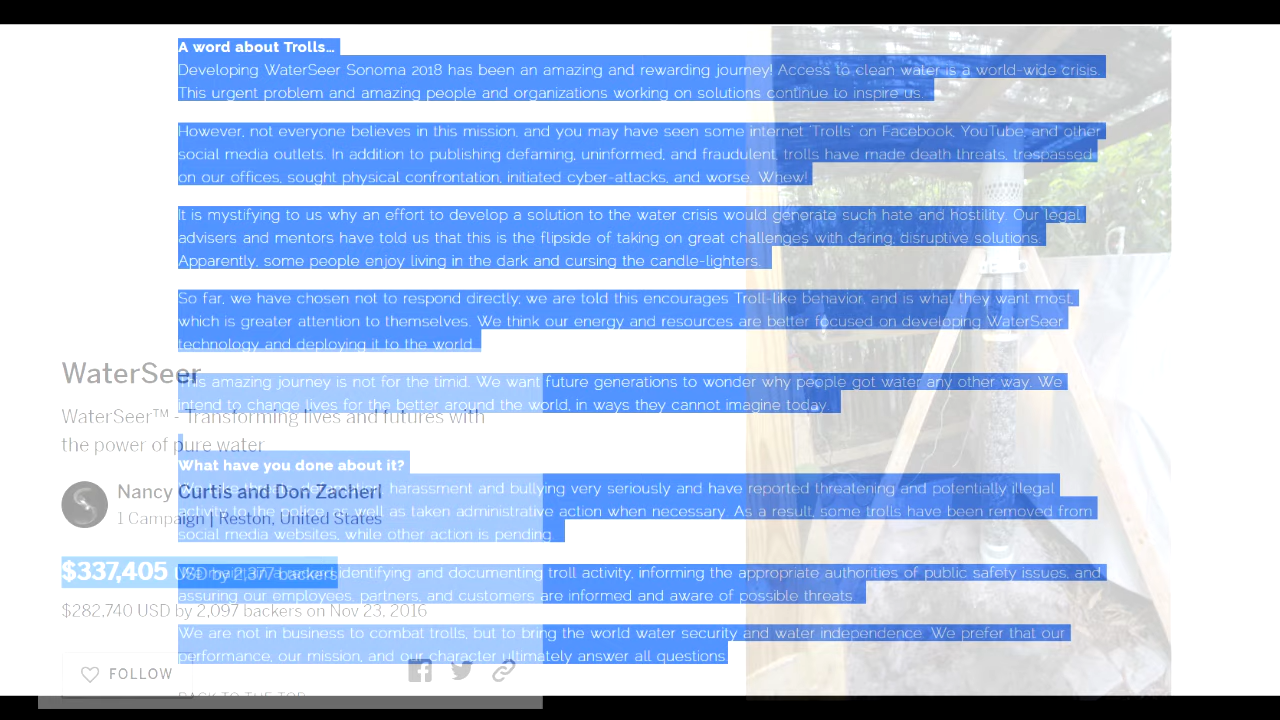 A word about Trolls...
Developing WaterSeer Sonoma 2018 has been an amazing and rewarding journey! Access to clean water is a world-wide crisis.
This urgent problem and amazing people and organizations working on solutions continue to inspire us.
However, not everyone believes in this mission, and you may have seen some internet 'Trolls' on Facebook, YouTube, and other
social media outlets. In addition to publishing defaming, uninformed, and fraudulent, trolls have made death threats, trespassed
on our offices, sought physical confrontation, initiated cyber-attacks, and worse. Whew!
It is mystifying to us why an effort to develop a solution to the water crisis would generate such hate and hostility. Our legal
advisers and mentors have told us that this is the flipside of taking on great challenges with daring, disruptive solutions.
Apparently, some people enjoy living in the dark and cursing the candle-lighters.
So far, we have chosen not to respond directly; we are told this encourages Troll-like behavior, and is what they want most,
which is greater attention to themselves. We think our energy and resources are better focused on developing WaterSeer
technology and deploying it to the world.
This amazing journey is not for the timid. We want future generations to wonder why people got water any other way. We
intend to change lives for the better around the world, in ways they cannot imagine today.
What have you done about it?
harassment and bullying very seriously and have reported threatening and potentially illegal
activity to the police, as well as taken administrative action when necessary. As a result, some trolls have been removed from
social media websites, while other action is pending.
identifying and documenting troll activity, informing the appropriate authorities of public safety issues, and
assuring our employees, partners, and customers are informed and aware of possible threats.
We are not in business to combat trolls, but to bring the world water security and water independence. We prefer that our
performance, our mission, and our character ultimately answer all questions.
BACK TO THE TOP
WaterSeer
WaterSeer™ - Transforming lives and futures with
the power of pure water
Nancy Curtis and Don Zacherl
1 Campaign | Reston, United States
$337,405 USD by 2,377 backers
$282,740 USD by 2,097 backers on Nov 23, 2016
FOLLOW